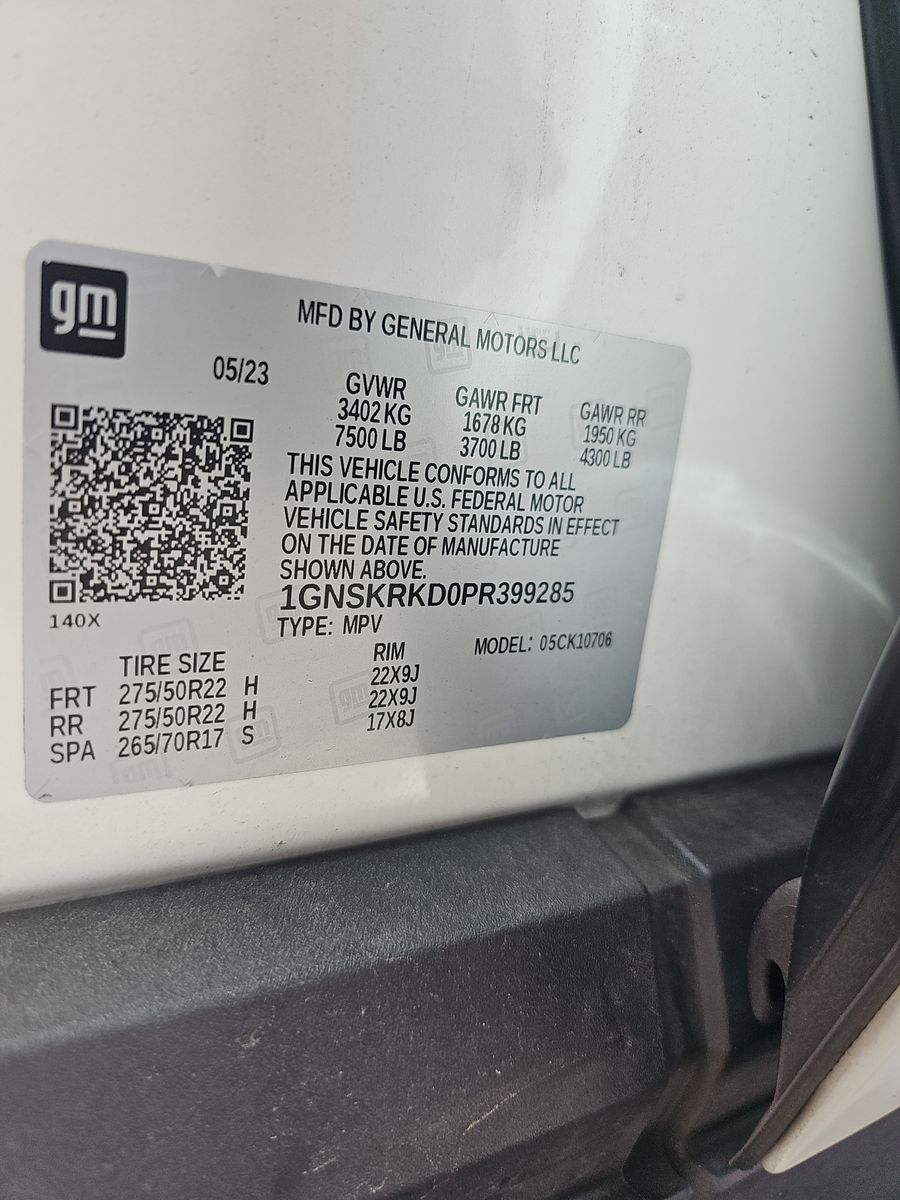 gm
MFD BY GENERAL MOTORS LLC
05/23
GVWR GAWR FRT GAWR RR
3402 KG 1678 KG 1950 KG
7500 LB 3700 LB 4300 LB
THIS VEHICLE CONFORMS TO ALL
APPLICABLE U.S. FEDERAL MOTOR
VEHICLE SAFETY STANDARDS IN EFFECT
ON THE DATE OF MANUFACTURE
SHOWN ABOVE.
1GNSKRKD0PR399285
140X
TYPE: MPV MODEL: 05CK10706
TIRE SIZE RIM
FRT 275/50R22 H 22X9J
RR 275/50R22 H 22X9J
SPA 265/70R17 S 17X8J